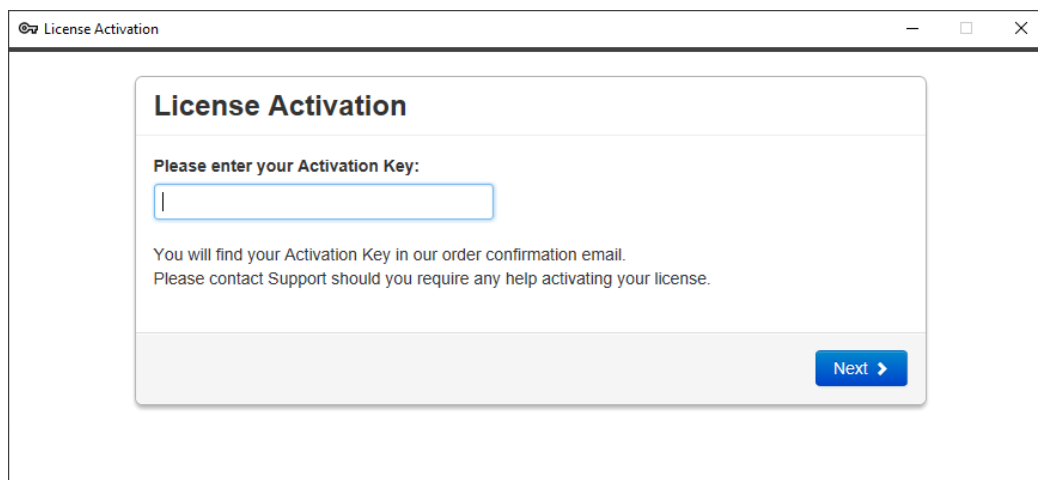 License Activation
License Activation
Please enter your Activation Key:
You will find your Activation Key in our order confirmation email.
Please contact Support should you require any help activating your license.
Next